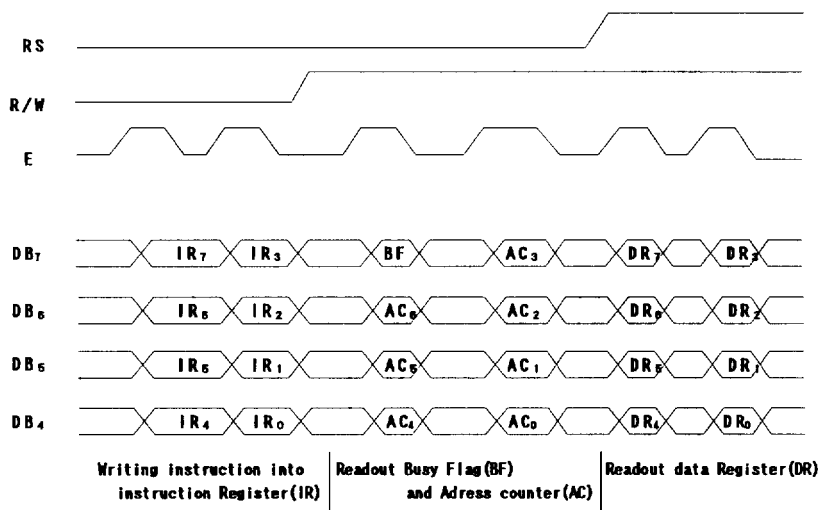 RS
R/W
E
DB₇ IR₇ IR₃ BF AC₃ DR₇ DR₃
DB₆ IR₆ IR₂ AC₆ AC₂ DR₆ DR₂
DB₅ IR₅ IR₁ AC₅ AC₁ DR₅ DR₁
DB₄ IR₄ IR₀ AC₄ AC₀ DR₄ DR₀
Writing instruction into
instruction Register(IR)
Readout Busy Flag(BF)
and Adress counter(AC)
Readout data Register(DR)